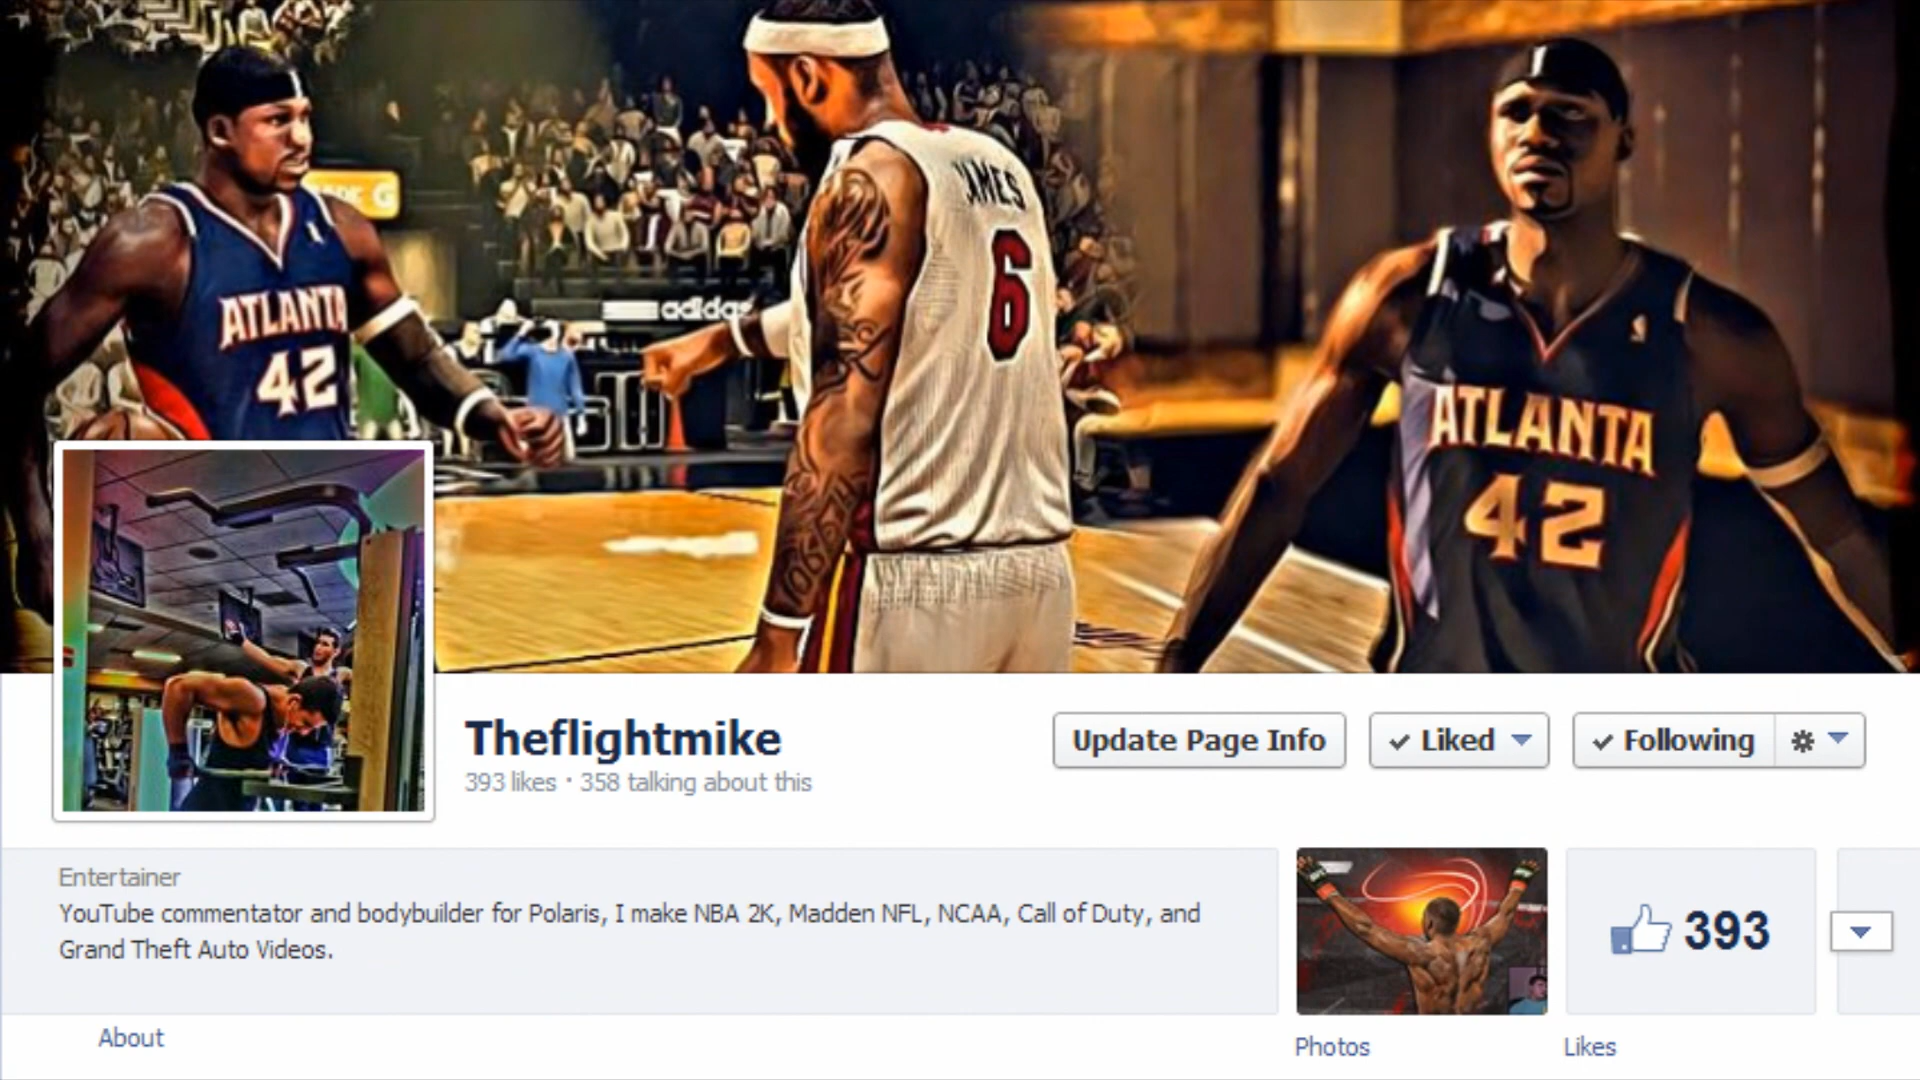 JAMES
6
ATLANTA
42
adidas
ATLANTA
42
Theflightmike
393 likes · 358 talking about this
Update Page Info
Liked
Following
Entertainer
YouTube commentator and bodybuilder for Polaris, I make NBA 2K, Madden NFL, NCAA, Call of Duty, and
Grand Theft Auto Videos.
393
About
Photos
Likes